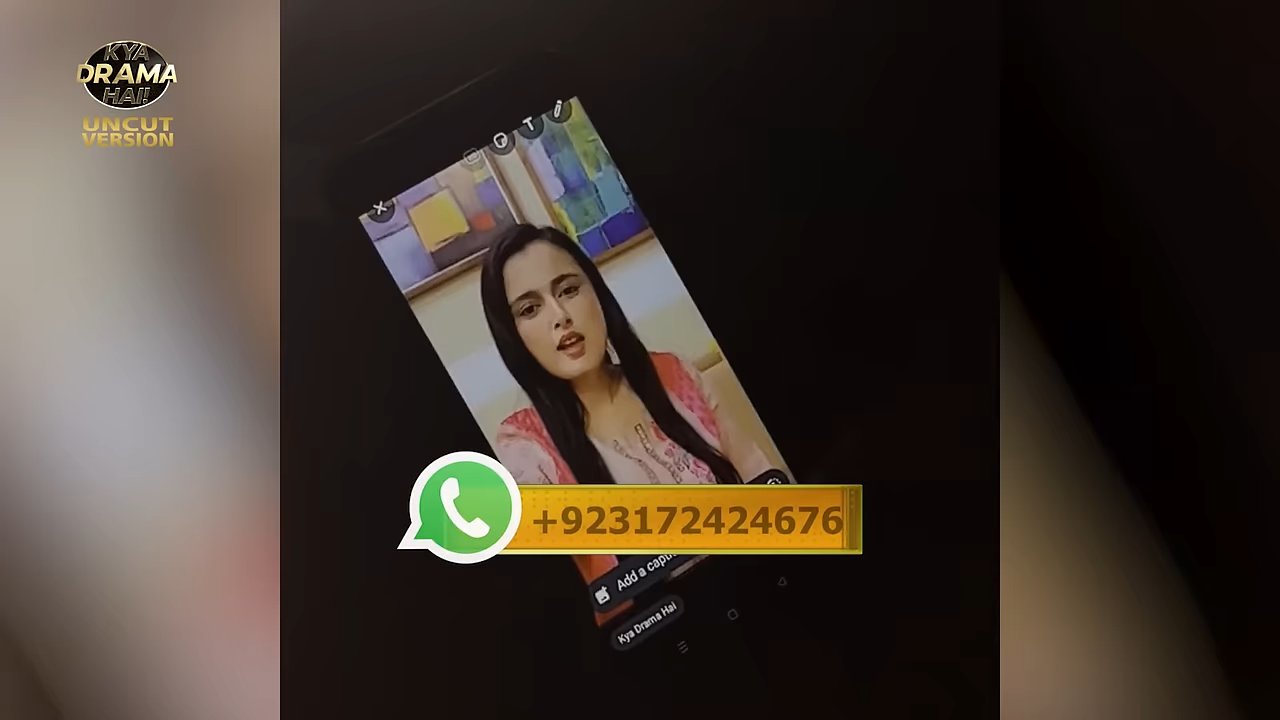 KYA
DRAMA
HAI!
UNCUT
VERSION
T
+923172424676
Add a capti
Kya Drama Hai